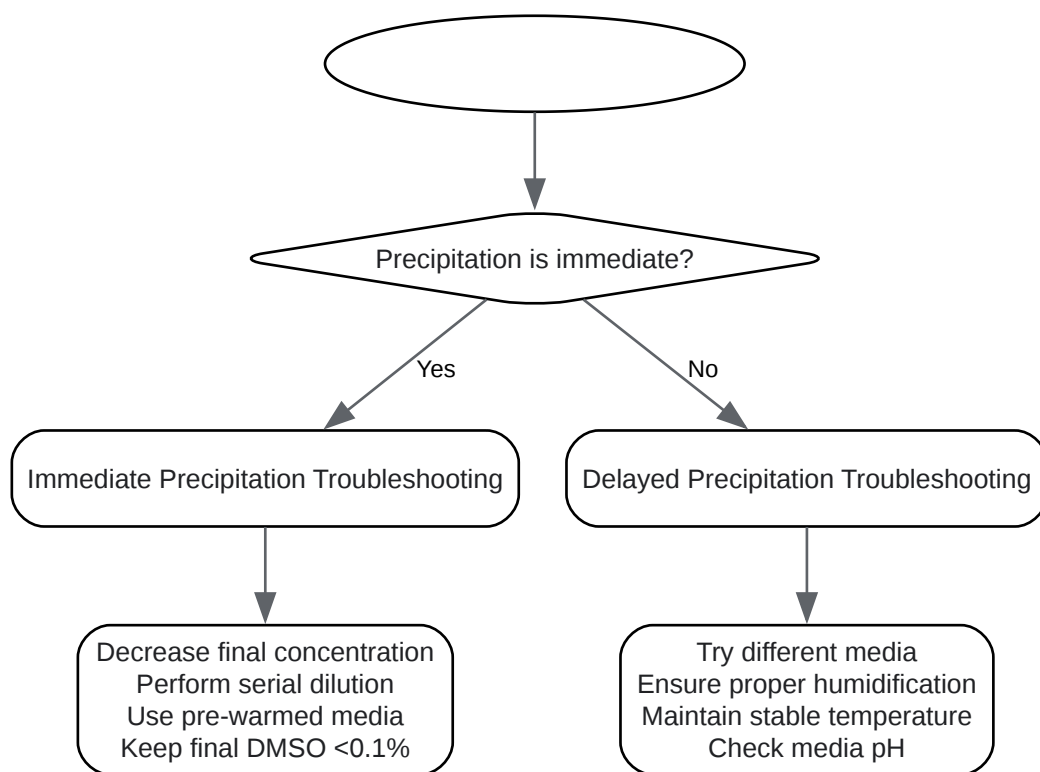 Precipitation is immediate?
Yes
No
Immediate Precipitation Troubleshooting
Delayed Precipitation Troubleshooting
Decrease final concentration
Perform serial dilution
Use pre-warmed media
Keep final DMSO <0.1%
Try different media
Ensure proper humidification
Maintain stable temperature
Check media pH